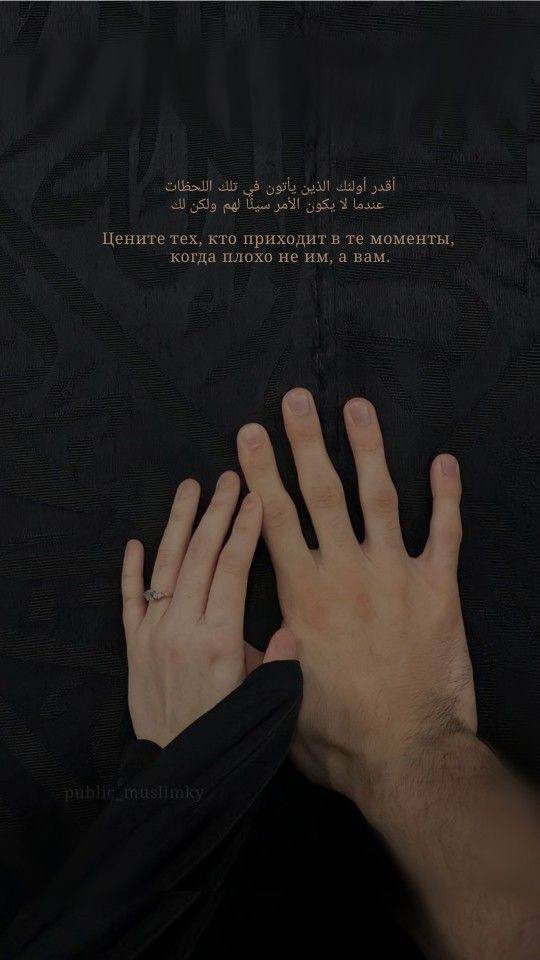 أقدر أولئك الذين يأتون في تلك اللحظات
عندما لا يكون الأمر سيئًا لهم ولكن لك
Цените тех, кто приходит в те моменты,
когда плохо не им, а вам.
public_muslimky